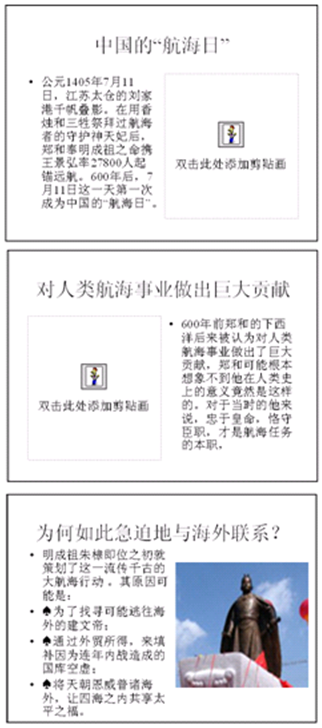 中国的“航海日”
• 公元1405年7月11
日，江苏太仓的刘家
港千帆叠影。在用香
烛和三牲祭拜过航海
者的守护神天妃后，
郑和奉明成祖之命携
王景弘率27800人起
锚远航。600年后，7
月11日这一天第一次
成为中国的“航海日”。
双击此处添加剪贴画
对人类航海事业做出巨大贡献
双击此处添加剪贴画
• 600年前郑和的下西
洋后来被认为对人类
航海事业做出了巨大
贡献，郑和可能根本
想象不到他在人类史
上的意义竟然是这样
的。对于当时的他来
说，忠于皇命，恪守
臣职，才是航海任务
的本职，
为何如此急迫地与海外联系？
• 明成祖朱棣即位之初就
策划了这一流传千古的
大航海行动。其原因可
能是：
• ♠为了找寻可能逃往海
外的建文帝；
• ♠通过外贸所得，来填
补因为连年内战造成的
国库空虚；
• ♠将天朝恩威普诸海
外，让四海之内共享太
平之福。